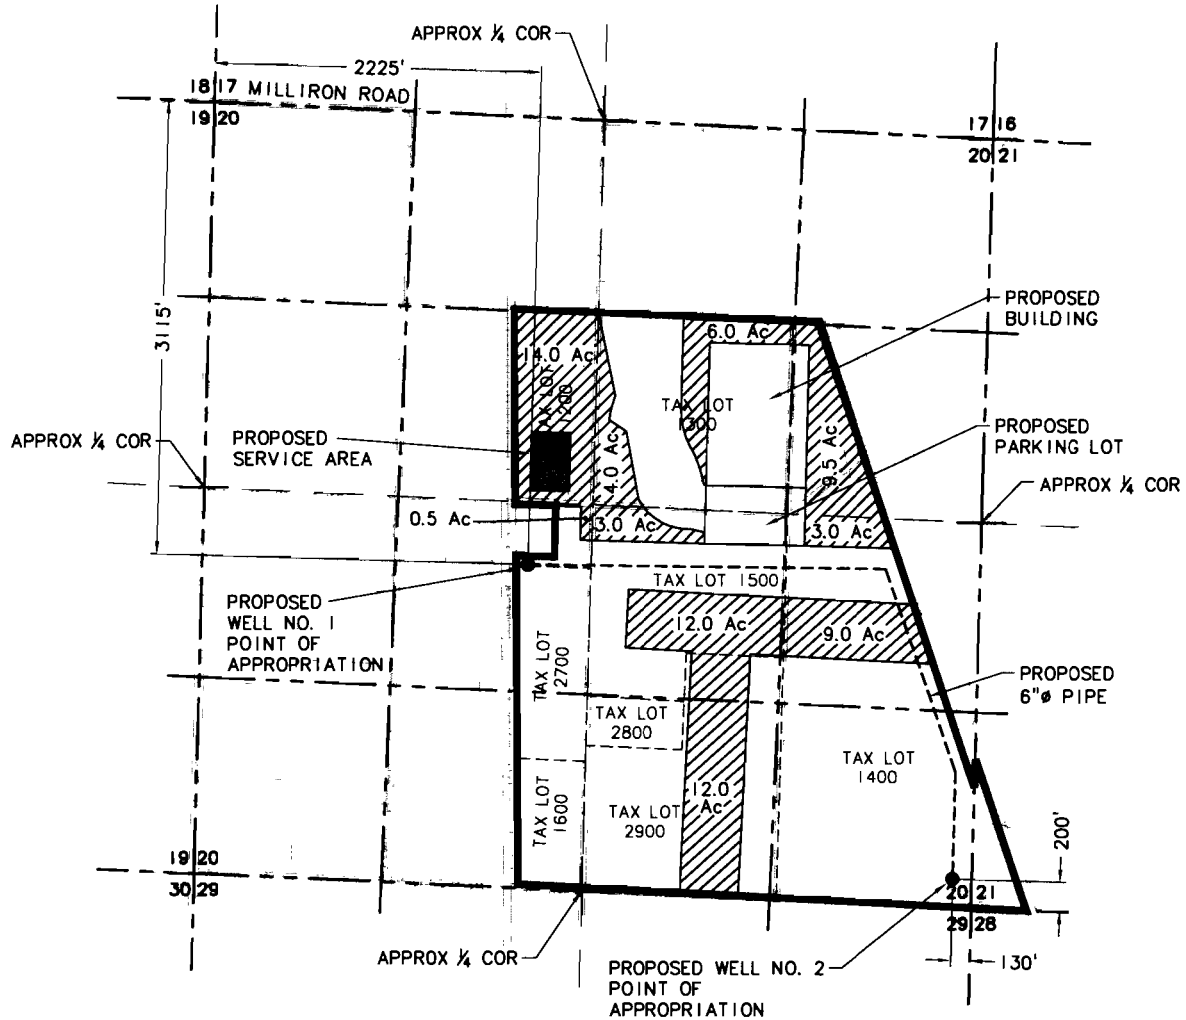 APPROX ¼ COR
2225'
18 17 MILLIRON ROAD
19 20
17 16
20 21
3115'
PROPOSED
BUILDING
6.0 Ac
14.0 Ac
TAX LOT
1200
TAX LOT
1300
PROPOSED
PARKING LOT
APPROX ¼ COR
PROPOSED
SERVICE AREA
4.0 Ac
9.5 Ac
APPROX ¼ COR
0.5 Ac
3.0 Ac
3.0 Ac
TAX LOT 1500
PROPOSED
WELL NO. 1
POINT OF
APPROPRIATION
12.0 Ac
9.0 Ac
TAX LOT
2700
PROPOSED
6"ø PIPE
TAX LOT
2800
TAX LOT
1400
12.0
Ac
TAX LOT
1600
TAX LOT
2900
200'
19 20
30 29
20 21
29 28
APPROX ¼ COR
130'
PROPOSED WELL NO. 2
POINT OF
APPROPRIATION